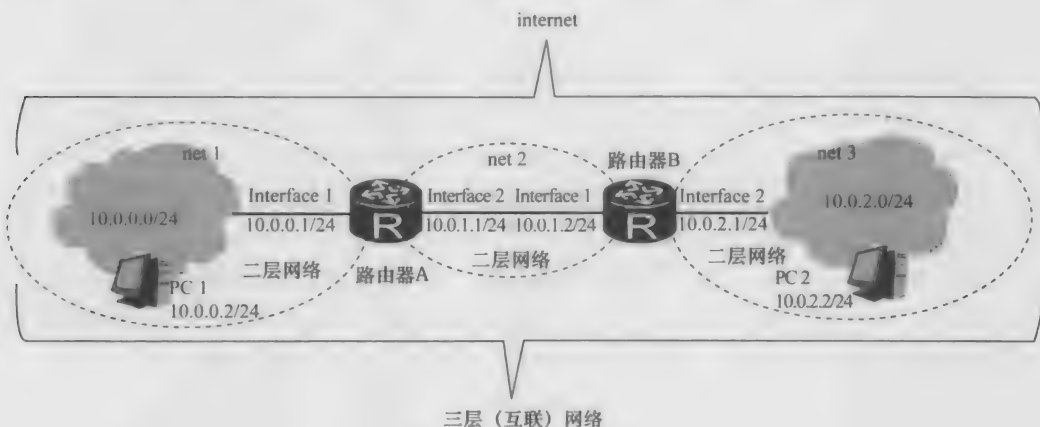 internet
net 1
net 2
路由器B
net 3
Interface 1
Interface 2
Interface 1
Interface 2
10.0.0.0/24
10.0.0.1/24
R
10.0.1.1/24
10.0.1.2/24
R
10.0.2.1/24
10.0.2.0/24
二层网络
路由器A
二层网络
二层网络
PC 1
10.0.0.2/24
PC 2
10.0.2.2/24
三层（互联）网络